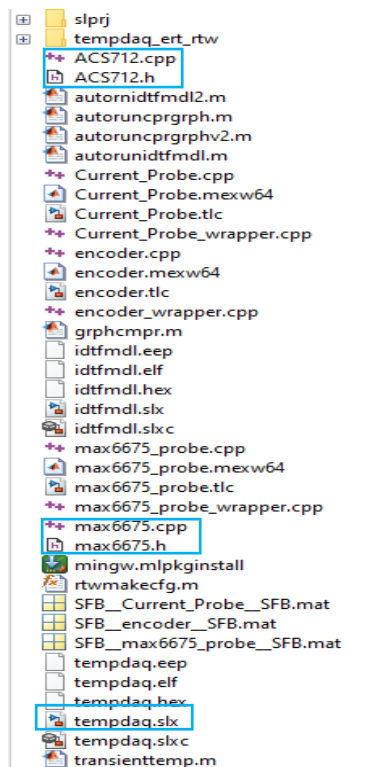 slprj
tempdaq_ert_rtw
ACS712.cpp
ACS712.h
autornidtfmdl2.m
autoruncprgrph.m
autoruncprgrphv2.m
autorunidtfmdl.m
Current_Probe.cpp
Current_Probe.mexw64
Current_Probe.tlc
Current_Probe_wrapper.cpp
encoder.cpp
encoder.mexw64
encoder.tlc
encoder_wrapper.cpp
grphcmpr.m
idtfmdl.eep
idtfmdl.elf
idtfmdl.hex
idtfmdl.slx
idtfmdl.slxc
max6675_probe.cpp
max6675_probe.mexw64
max6675_probe.tlc
max6675_probe_wrapper.cpp
max6675.cpp
max6675.h
mingw.mlpkginstall
rtwmakecfg.m
SFB__Current_Probe__SFB.mat
SFB__encoder__SFB.mat
SFB__max6675_probe__SFB.mat
tempdaq.eep
tempdaq.elf
tempdaq.hex
tempdaq.slx
tempdaq.slxc
transienttemp.m